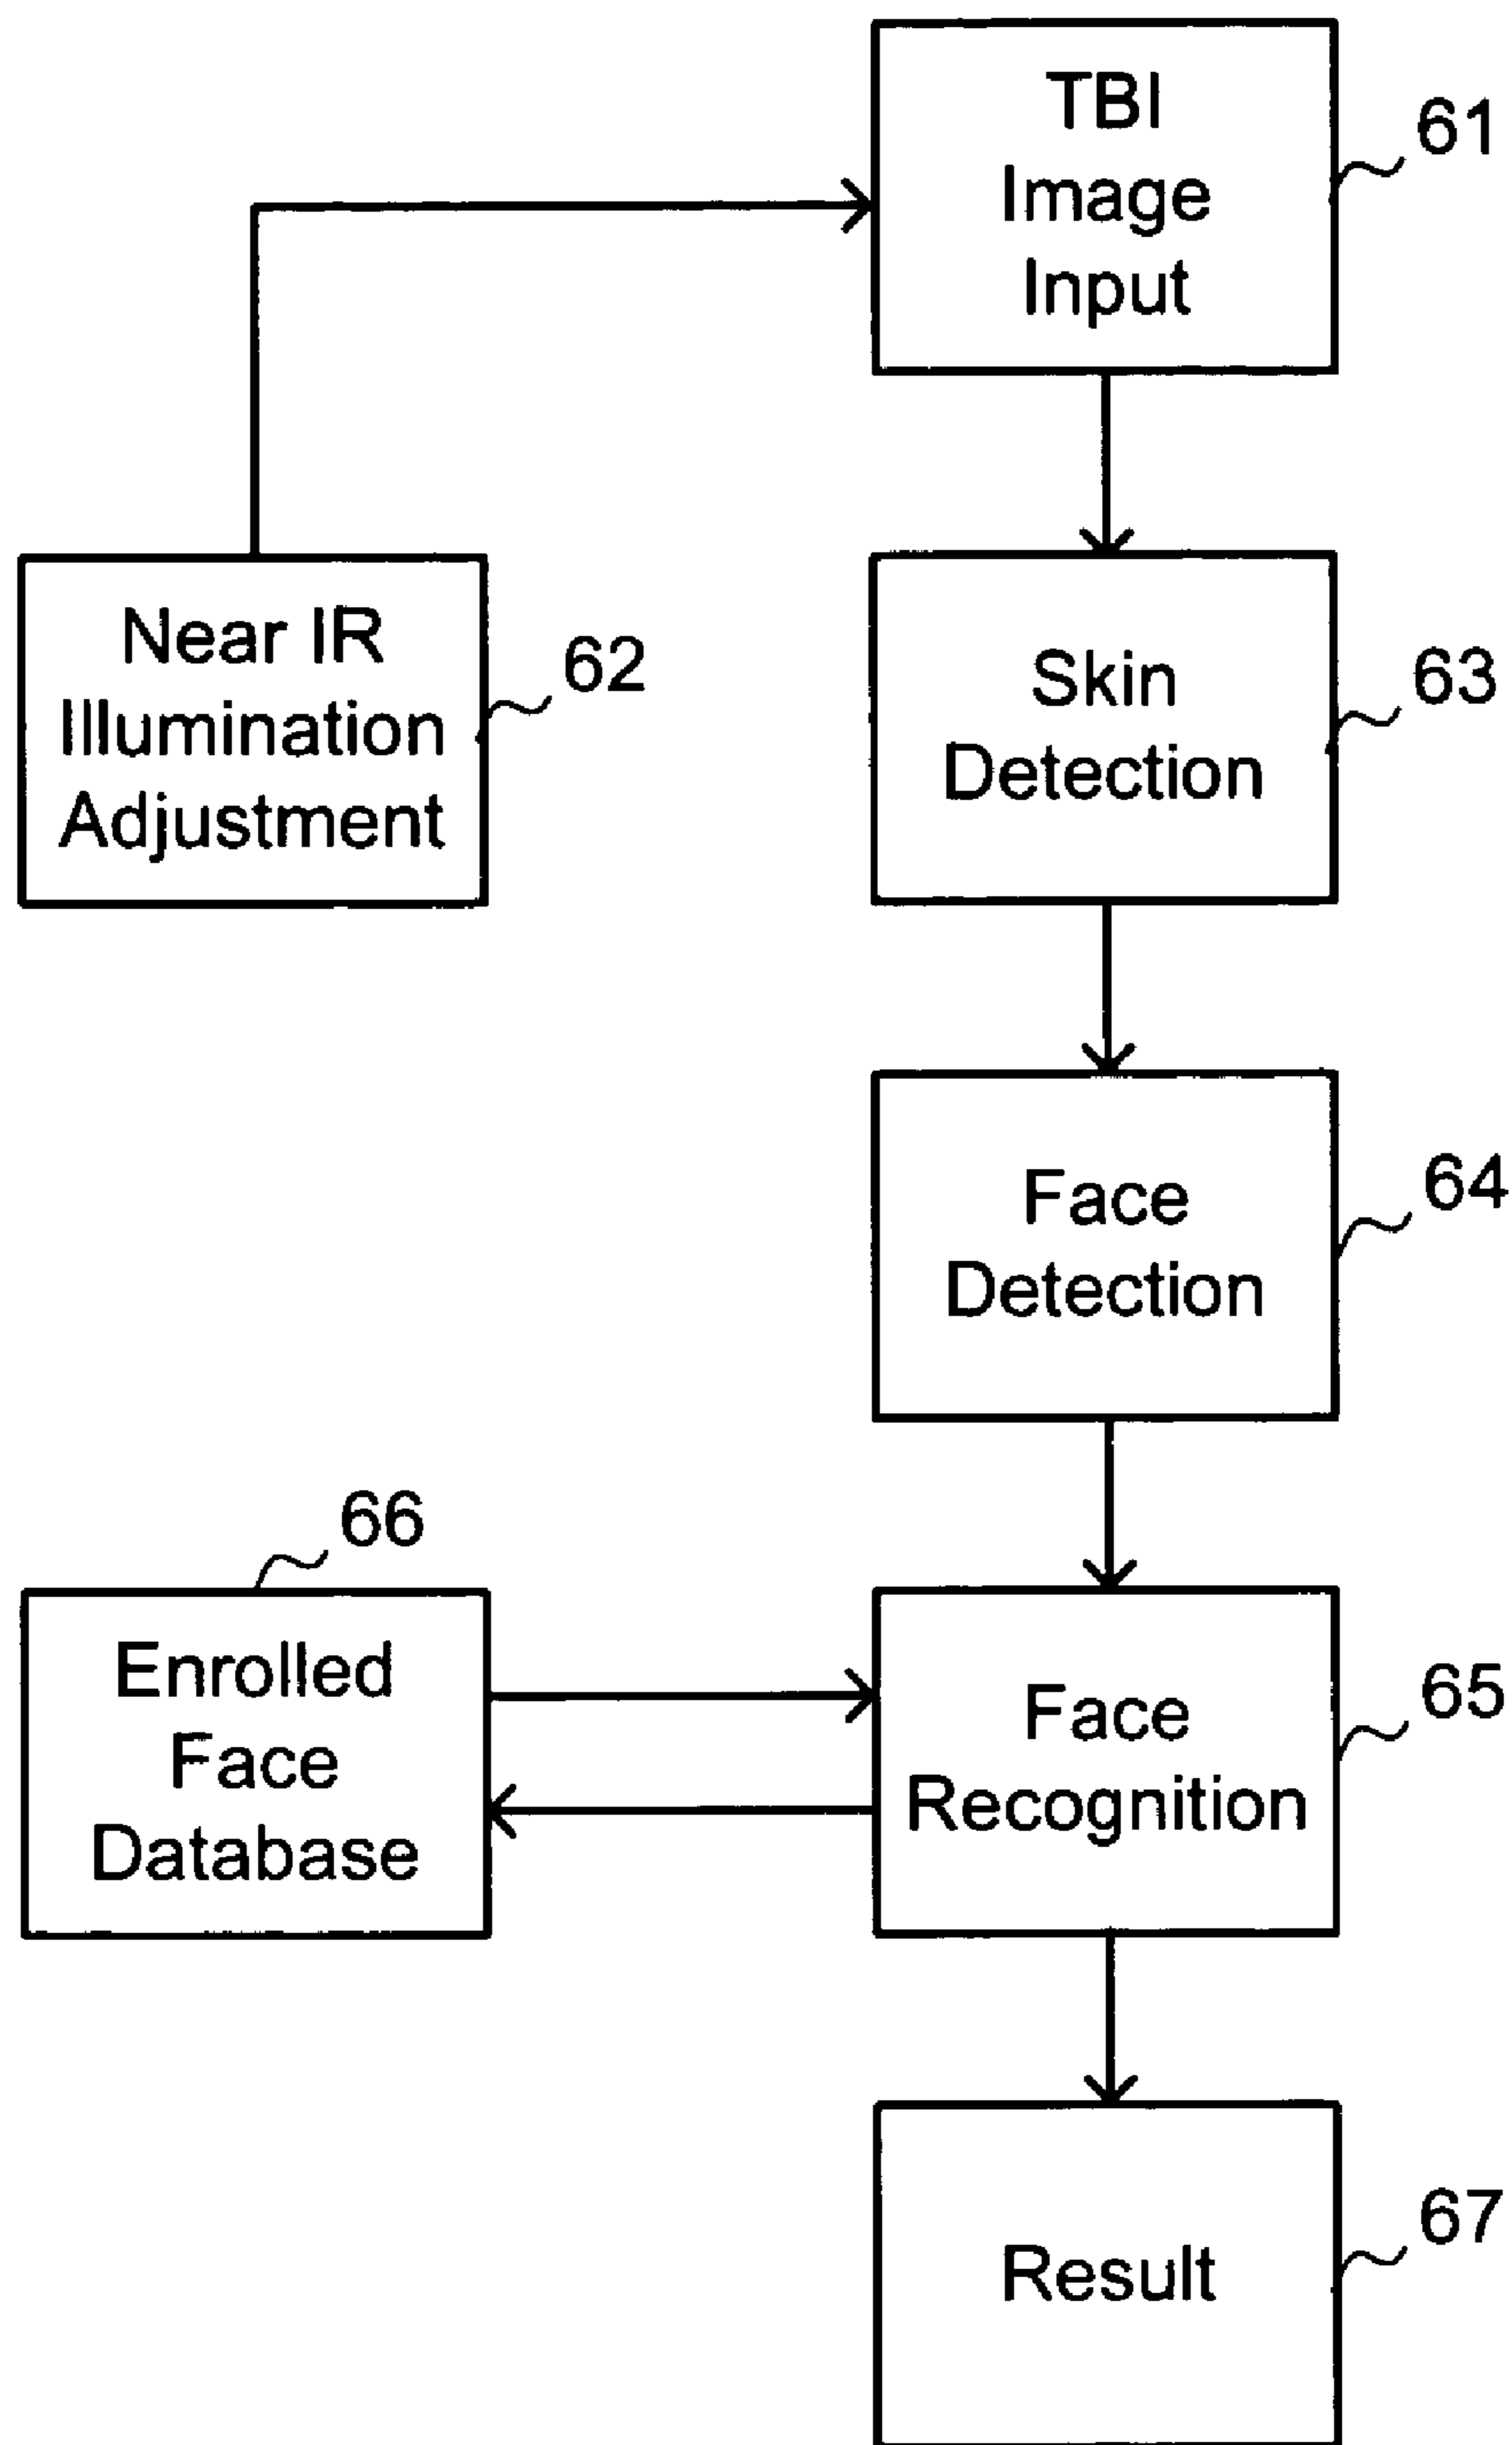 TBI
Image
Input
61
Near IR
Illumination
Adjustment
62
Skin
Detection
63
Face
Detection
64
66
Enrolled
Face
Database
Face
Recognition
65
Result
67